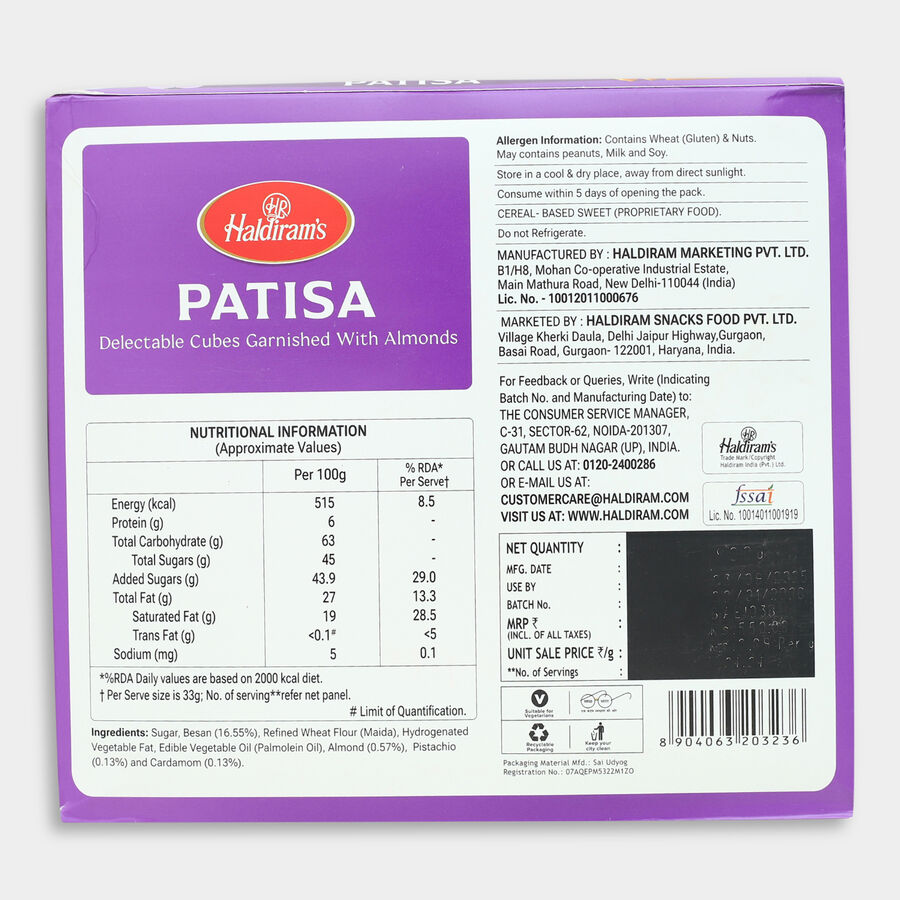 PATISA
HR
Haldiram's
PATISA
Delectable Cubes Garnished With Almonds
NUTRITIONAL INFORMATION
(Approximate Values)
Per 100g
% RDA*
Per Serve†
Energy (kcal) 515 8.5
Protein (g) 6 -
Total Carbohydrate (g) 63 -
Total Sugars (g) 45 -
Added Sugars (g) 43.9 29.0
Total Fat (g) 27 13.3
Saturated Fat (g) 19 28.5
Trans Fat (g) <0.1# <5
Sodium (mg) 5 0.1
*%RDA Daily values are based on 2000 kcal diet.
† Per Serve size is 33g; No. of serving**refer net panel.
# Limit of Quantification.
Ingredients: Sugar, Besan (16.55%), Refined Wheat Flour (Maida), Hydrogenated
Vegetable Fat, Edible Vegetable Oil (Palmolein Oil), Almond (0.57%), Pistachio
(0.13%) and Cardamom (0.13%).
Allergen Information: Contains Wheat (Gluten) & Nuts.
May contains peanuts, Milk and Soy.
Store in a cool & dry place, away from direct sunlight.
Consume within 5 days of opening the pack.
CEREAL- BASED SWEET (PROPRIETARY FOOD).
Do not Refrigerate.
MANUFACTURED BY : HALDIRAM MARKETING PVT. LTD.
B1/H8, Mohan Co-operative Industrial Estate,
Main Mathura Road, New Delhi-110044 (India)
Lic. No. - 10012011000676
MARKETED BY : HALDIRAM SNACKS FOOD PVT. LTD.
Village Kherki Daula, Delhi Jaipur Highway,Gurgaon,
Basai Road, Gurgaon- 122001, Haryana, India.
For Feedback or Queries, Write (Indicating
Batch No. and Manufacturing Date) to:
THE CONSUMER SERVICE MANAGER,
C-31, SECTOR-62, NOIDA-201307,
GAUTAM BUDH NAGAR (UP), INDIA.
OR CALL US AT: 0120-2400286
OR E-MAIL US AT:
CUSTOMERCARE@HALDIRAM.COM
VISIT US AT: WWW.HALDIRAM.COM
HR
Haldiram's
Trade Mark/Copyright
Haldiram India (Pvt.) Ltd.
fssai
Lic. No. 10014011001919
NET QUANTITY :
MFG. DATE :
USE BY :
BATCH No. :
MRP ₹ :
(INCL. OF ALL TAXES)
UNIT SALE PRICE ₹/g :
**No. of Servings :
V
Suitable for
Vegetarians
Recyclable
Packaging
Keep your
city clean
8 904063 203236
Packaging Material Mfd.: Sai Udyog
Registration No.: 07AQEPM5322M1ZO